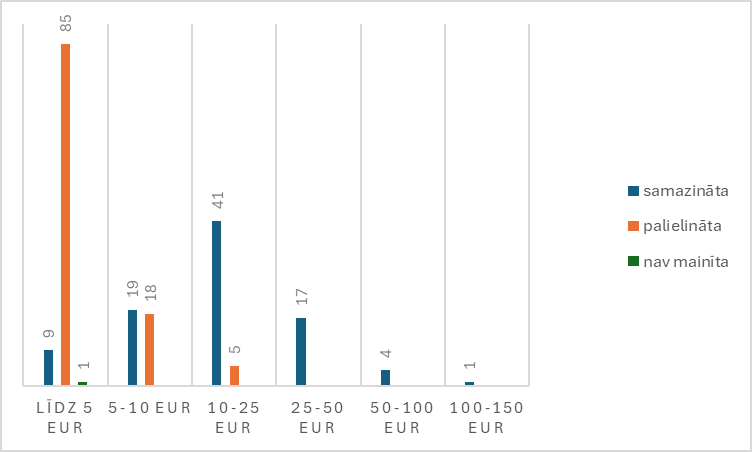 85
9
1
19
18
41
5
17
4
1
LĪDZ 5 EUR
5-10 EUR
10-25 EUR
25-50 EUR
50-100 EUR
100-150 EUR
samazināta
palielināta
nav mainīta